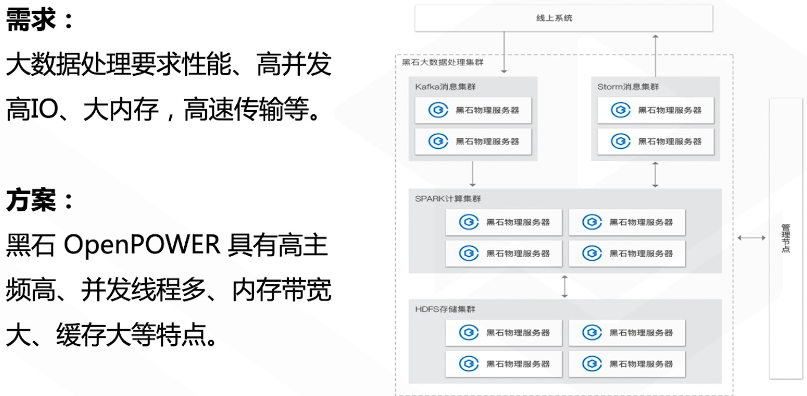 需求：
大数据处理要求性能、高并发
高IO、大内存，高速传输等。
方案：
黑石 OpenPOWER 具有高主
频高、并发线程多、内存带宽
大、缓存大等特点。
线上系统
黑石大数据处理集群
Kafka消息集群
黑石物理服务器
黑石物理服务器
Storm消息集群
黑石物理服务器
黑石物理服务器
SPARK计算集群
黑石物理服务器 黑石物理服务器
黑石物理服务器 黑石物理服务器
HDFS存储集群
黑石物理服务器 黑石物理服务器
黑石物理服务器 黑石物理服务器
管理节点